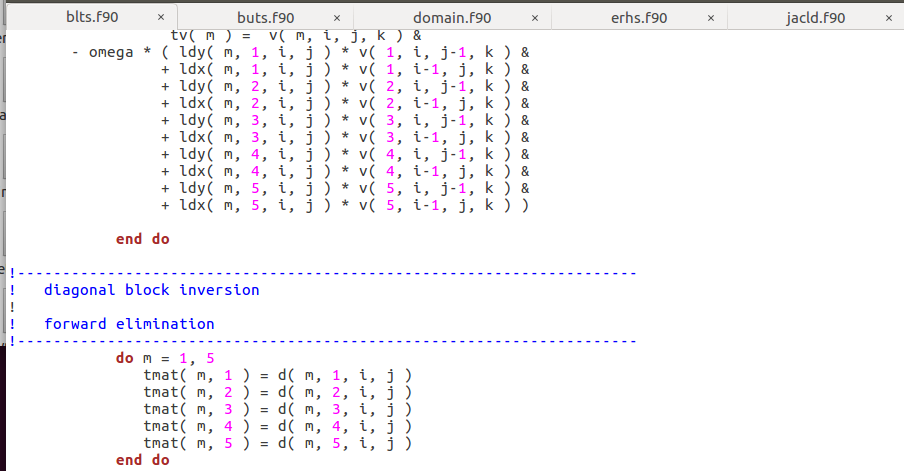 blts.f90 × buts.f90 × domain.f90 × erhs.f90 × jacld.f90 ×
tv( m ) =  v( m, i, j, k ) &
- omega * ( ldy( m, 1, i, j ) * v( 1, i, j-1, k ) &
+ ldx( m, 1, i, j ) * v( 1, i-1, j, k ) &
+ ldy( m, 2, i, j ) * v( 2, i, j-1, k ) &
+ ldx( m, 2, i, j ) * v( 2, i-1, j, k ) &
+ ldy( m, 3, i, j ) * v( 3, i, j-1, k ) &
+ ldx( m, 3, i, j ) * v( 3, i-1, j, k ) &
+ ldy( m, 4, i, j ) * v( 4, i, j-1, k ) &
+ ldx( m, 4, i, j ) * v( 4, i-1, j, k ) &
+ ldy( m, 5, i, j ) * v( 5, i, j-1, k ) &
+ ldx( m, 5, i, j ) * v( 5, i-1, j, k ) )
end do
!---------------------------------------------------------------------
!   diagonal block inversion
!
!   forward elimination
!---------------------------------------------------------------------
do m = 1, 5
tmat( m, 1 ) = d( m, 1, i, j )
tmat( m, 2 ) = d( m, 2, i, j )
tmat( m, 3 ) = d( m, 3, i, j )
tmat( m, 4 ) = d( m, 4, i, j )
tmat( m, 5 ) = d( m, 5, i, j )
end do